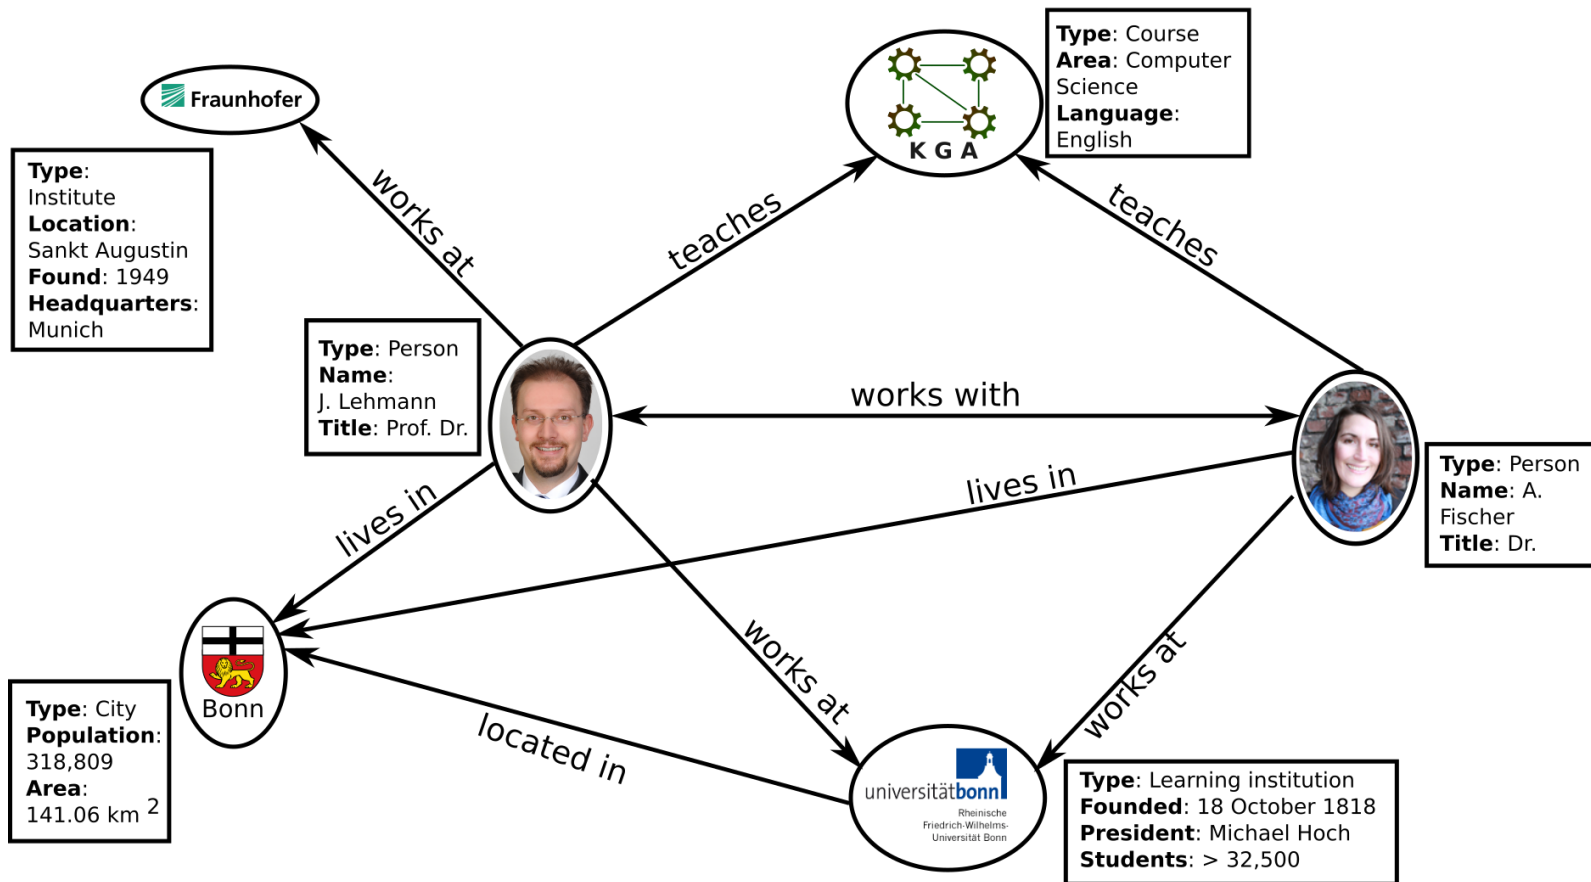 Fraunhofer
Type:
Institute
Location:
Sankt Augustin
Found: 1949
Headquarters:
Munich
works at
teaches
K G A
Type: Course
Area: Computer
Science
Language:
English
teaches
Type: Person
Name:
J. Lehmann
Title: Prof. Dr.
works with
Type: Person
Name: A.
Fischer
Title: Dr.
lives in
lives in
works at
works at
located in
Bonn
Type: City
Population:
318,809
Area:
141.06 km 2
universitätbonn
Rheinische
Friedrich-Wilhelms-
Universität Bonn
Type: Learning institution
Founded: 18 October 1818
President: Michael Hoch
Students: > 32,500